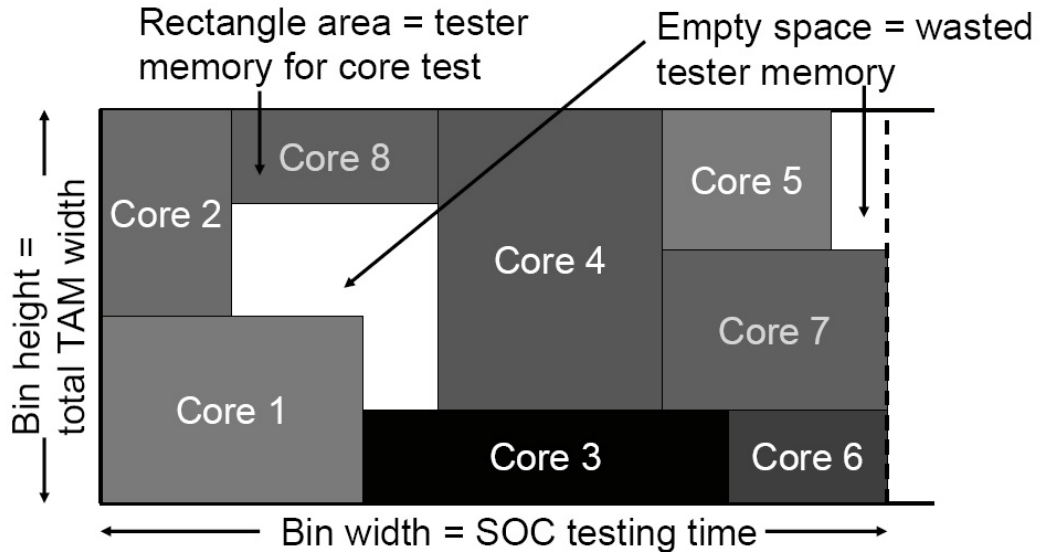 Rectangle area = tester
memory for core test
Empty space = wasted
tester memory
Bin height =
total TAM width
Core 2
Core 8
Core 4
Core 5
Core 7
Core 1
Core 3
Core 6
Bin width = SOC testing time